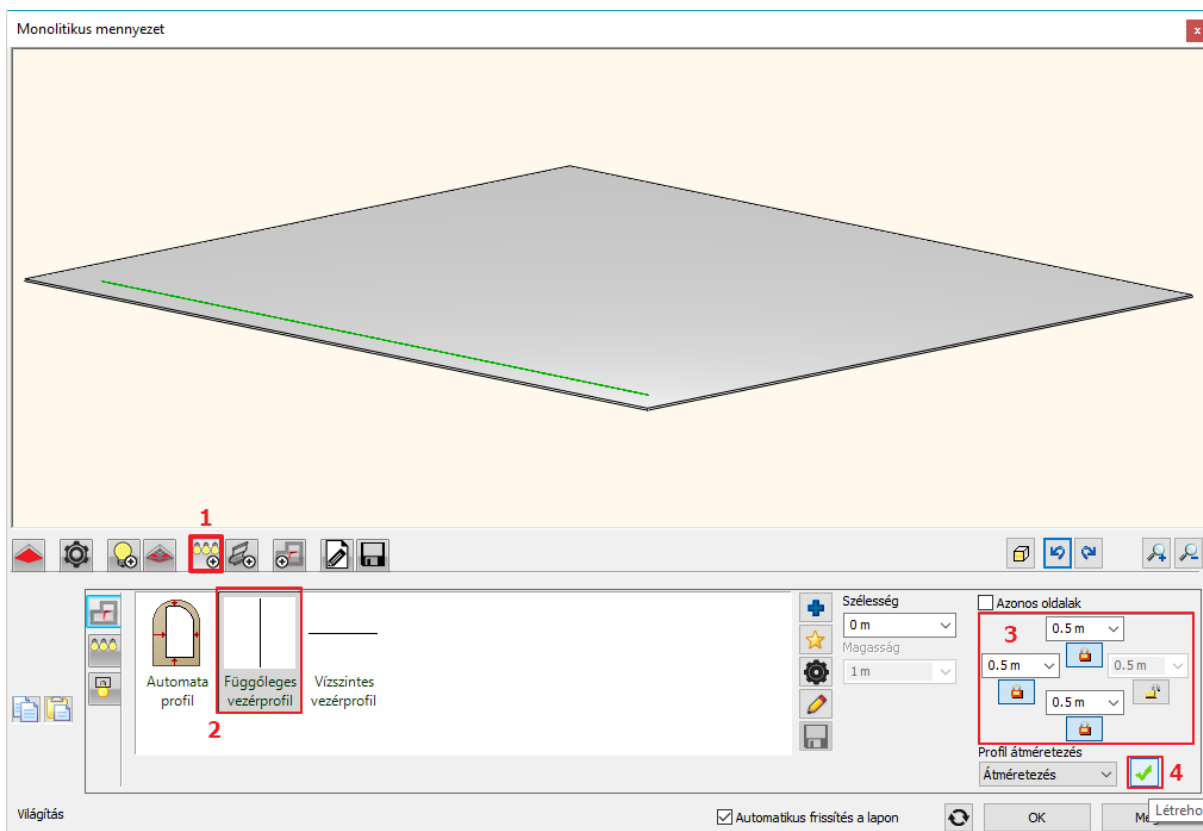 Monolitikus mennyezet
x
1
Szélesség
Azonos oldalak
0 m
3
0.5 m
Magasság
1 m
0.5 m
0.5 m
Automata
profil
Függőleges
vezérprofil
Vízszintes
vezérprofil
2
0.5 m
Profil átméretezés
Átméretezés
4
Világítás
Automatikus frissítés a lapon
OK
Még
Létreho